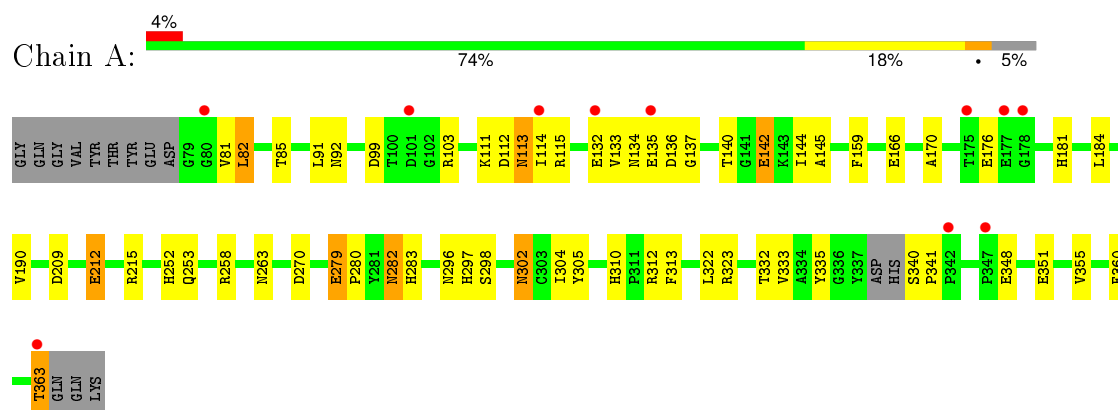 4%
Chain A:
74% 18% • 5%
GLY GLN GLY VAL TYR THR TYR GLU ASP G79 G80 V81 L82 T85 L91 N92 D99 T100 D101 G102 R103 K111 D112 N113 I114 R115 E132 V133 N134 E135 D136 G137 T140 G141 E142 K143 I144 A145 F159 E166 A170 T175 E176 E177 G178 H181 L184
V190 D209 E212 R215 H252 Q253 R258 N263 D270 E279 P280 Y281 N282 H283 N296 H297 S298 N302 C303 I304 Y305 H310 P311 R312 F313 L322 R323 T332 V333 A334 Y335 G336 Y337 ASP HIS S340 P341 P342 P347 E348 E351 V355
T363 GLN GLN LYS